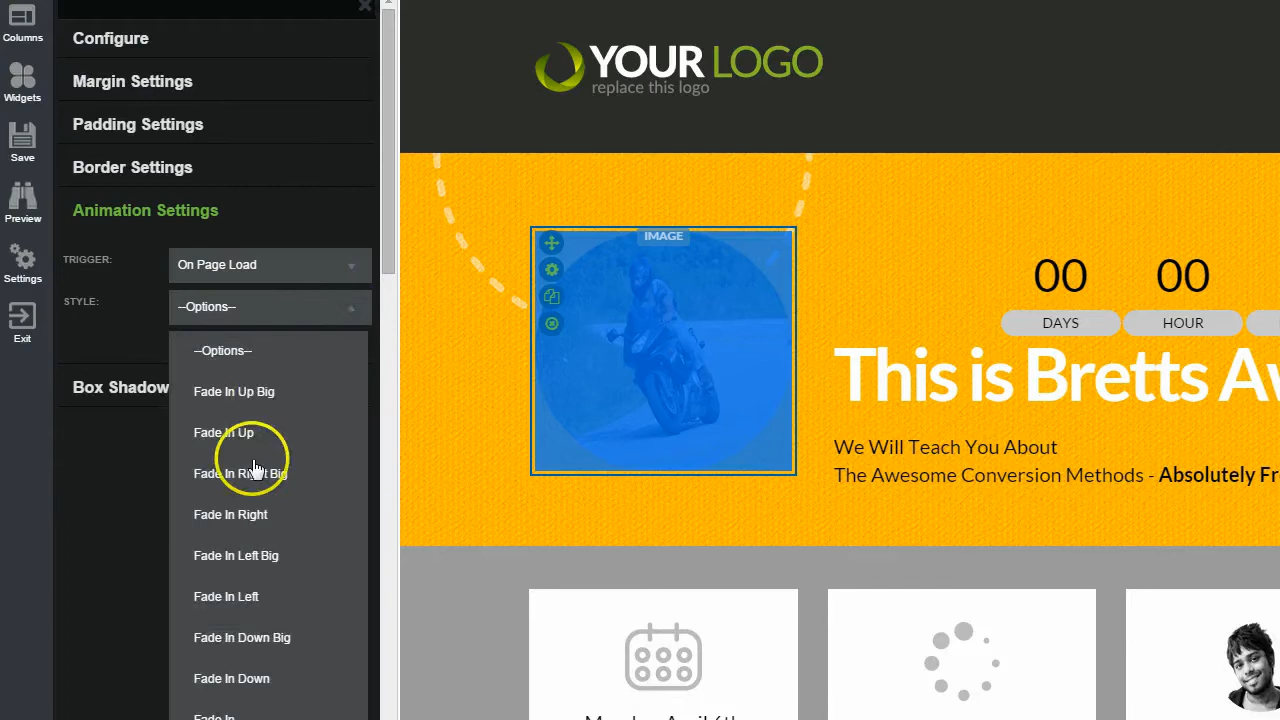 Columns
Widgets
Save
Preview
Settings
Exit
Configure
Margin Settings
Padding Settings
Border Settings
Animation Settings
TRIGGER:
On Page Load
STYLE:
--Options--
--Options--
Fade In Up Big
Fade In Up
Fade In Right Big
Fade In Right
Fade In Left Big
Fade In Left
Fade In Down Big
Fade In Down
Fade In
Box Shadow
YOUR LOGO
replace this logo
IMAGE
00 00
DAYS HOUR
This is Bretts
We Will Teach You About
The Awesome Conversion Methods - Absolutely